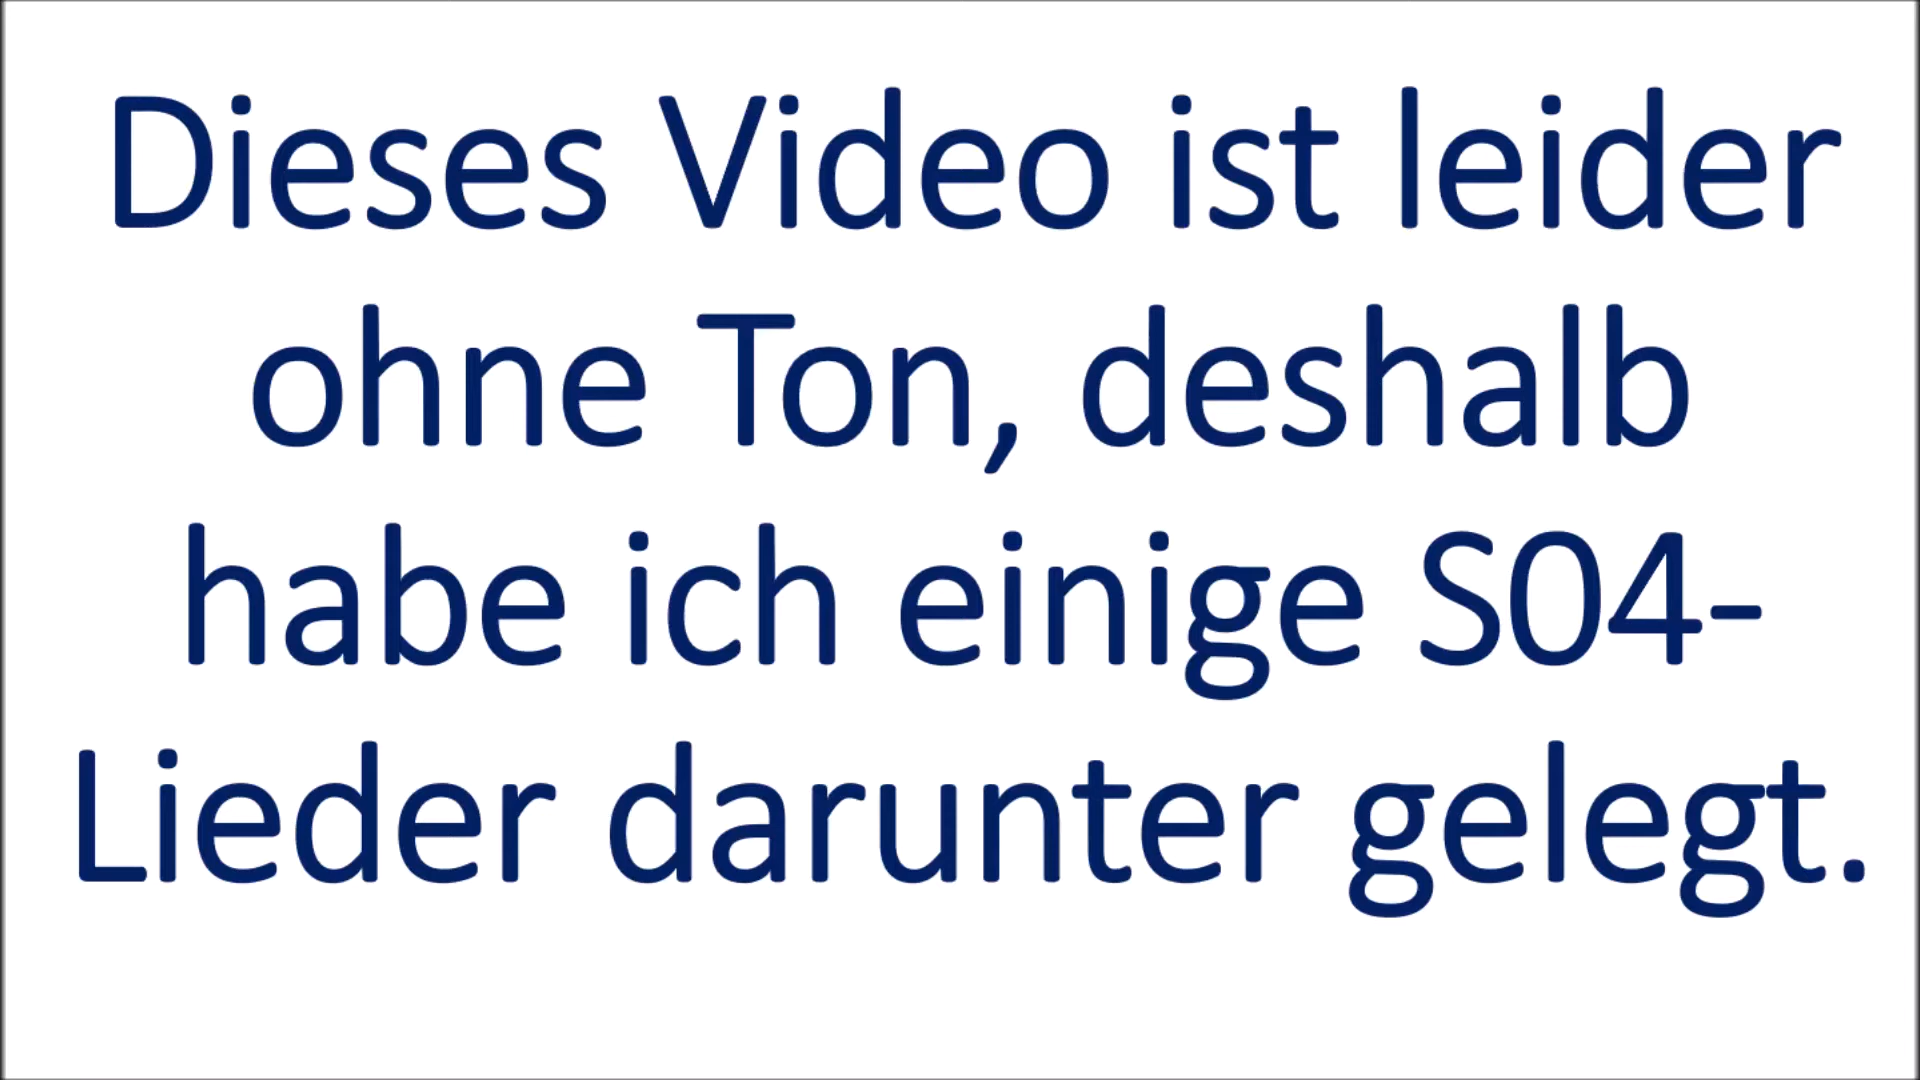 Dieses Video ist leider
ohne Ton, deshalb
habe ich einige S04-
Lieder darunter gelegt.